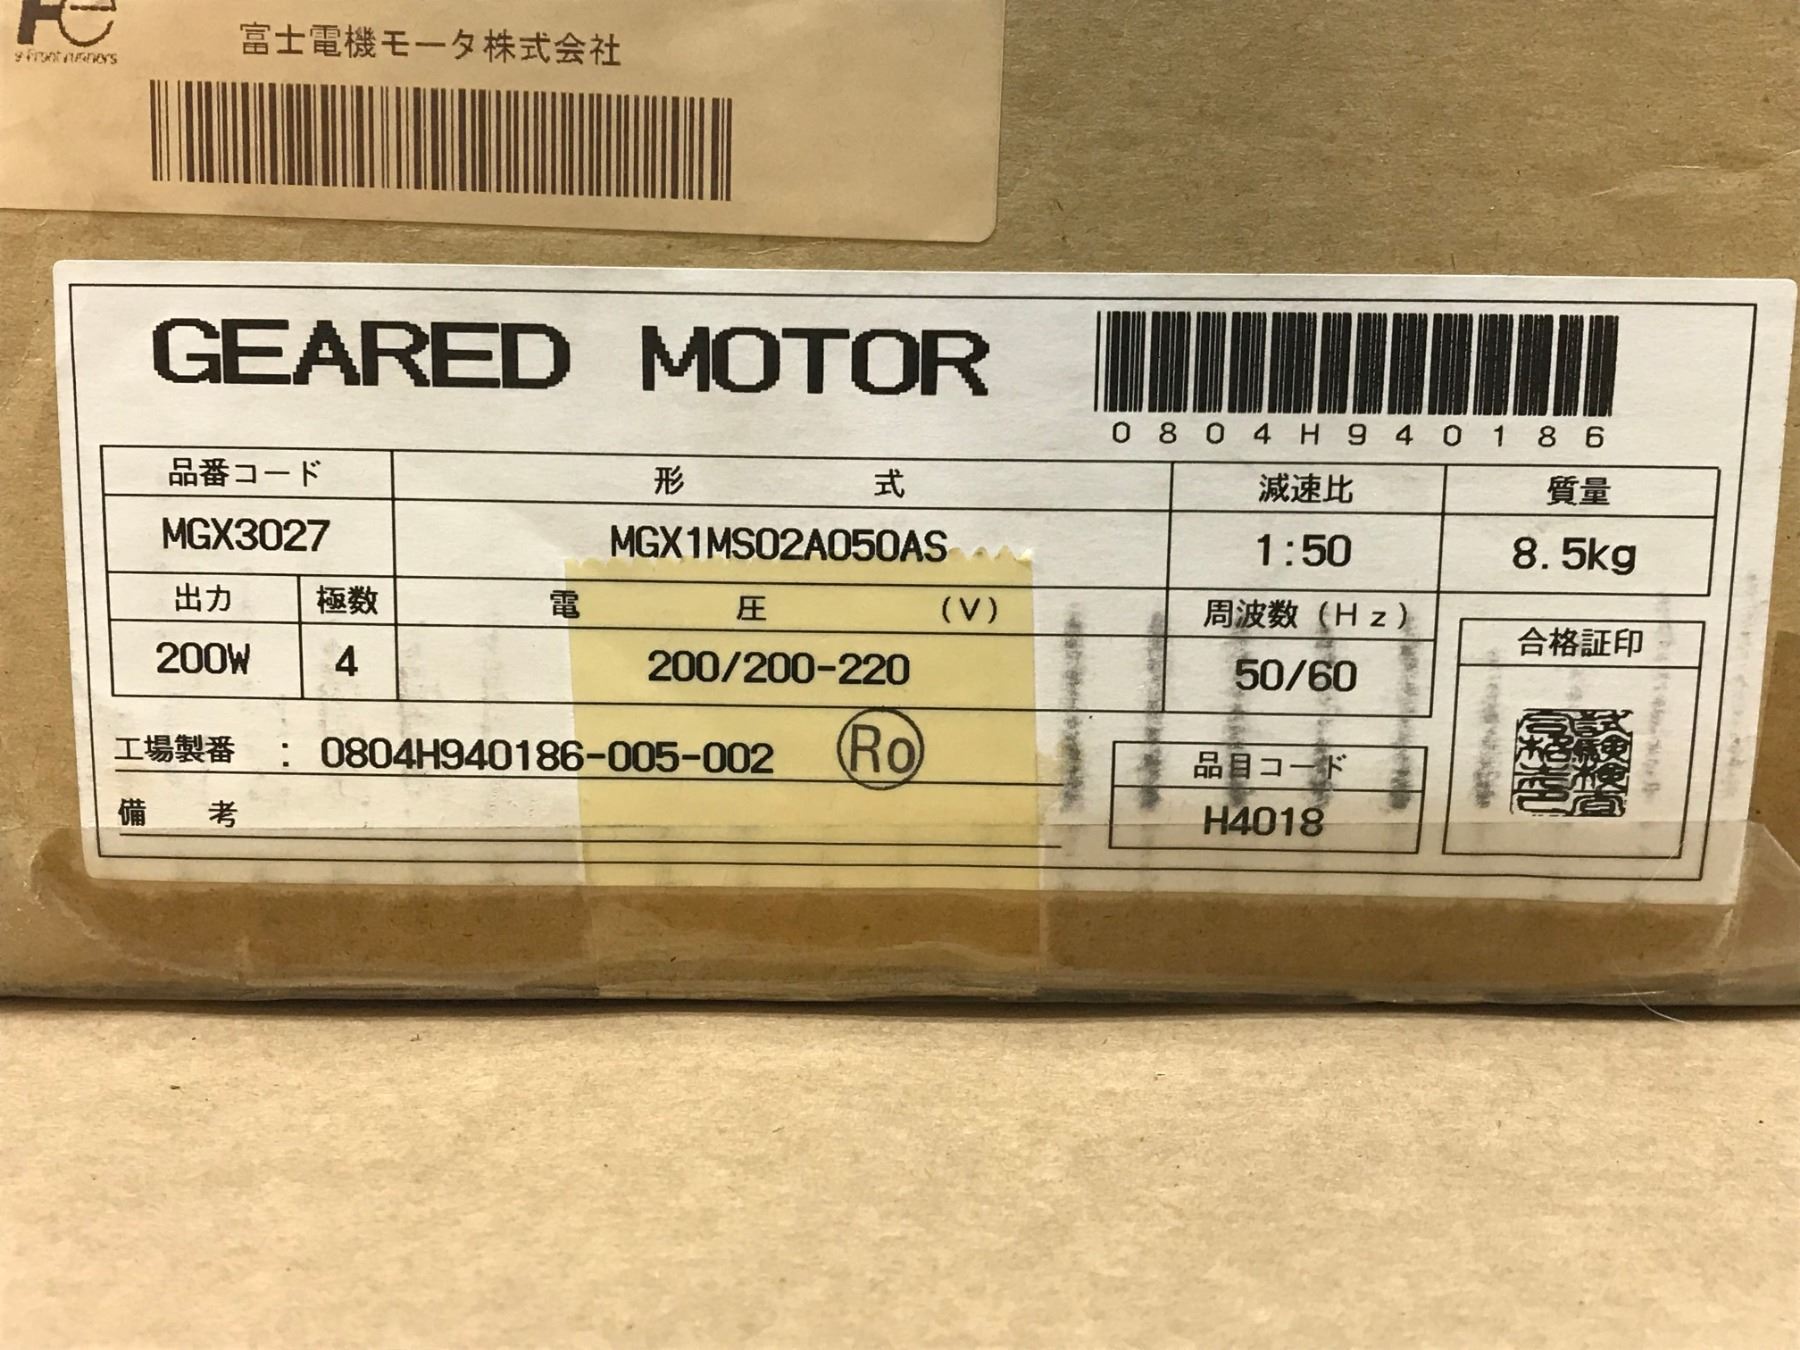 Fe
e-Front runners
富士電機モータ株式会社
GEARED MOTOR
0804H940186
品番コード 形式 減速比 質量
MGX3027 MGX1MS02A050AS 1:50 8.5kg
出力 極数 電圧 (V) 周波数(Hz)
200W 4 200/200-220 50/60
合格証印
工場製番 : 0804H940186-005-002 Ro
品目コード
備考
H4018